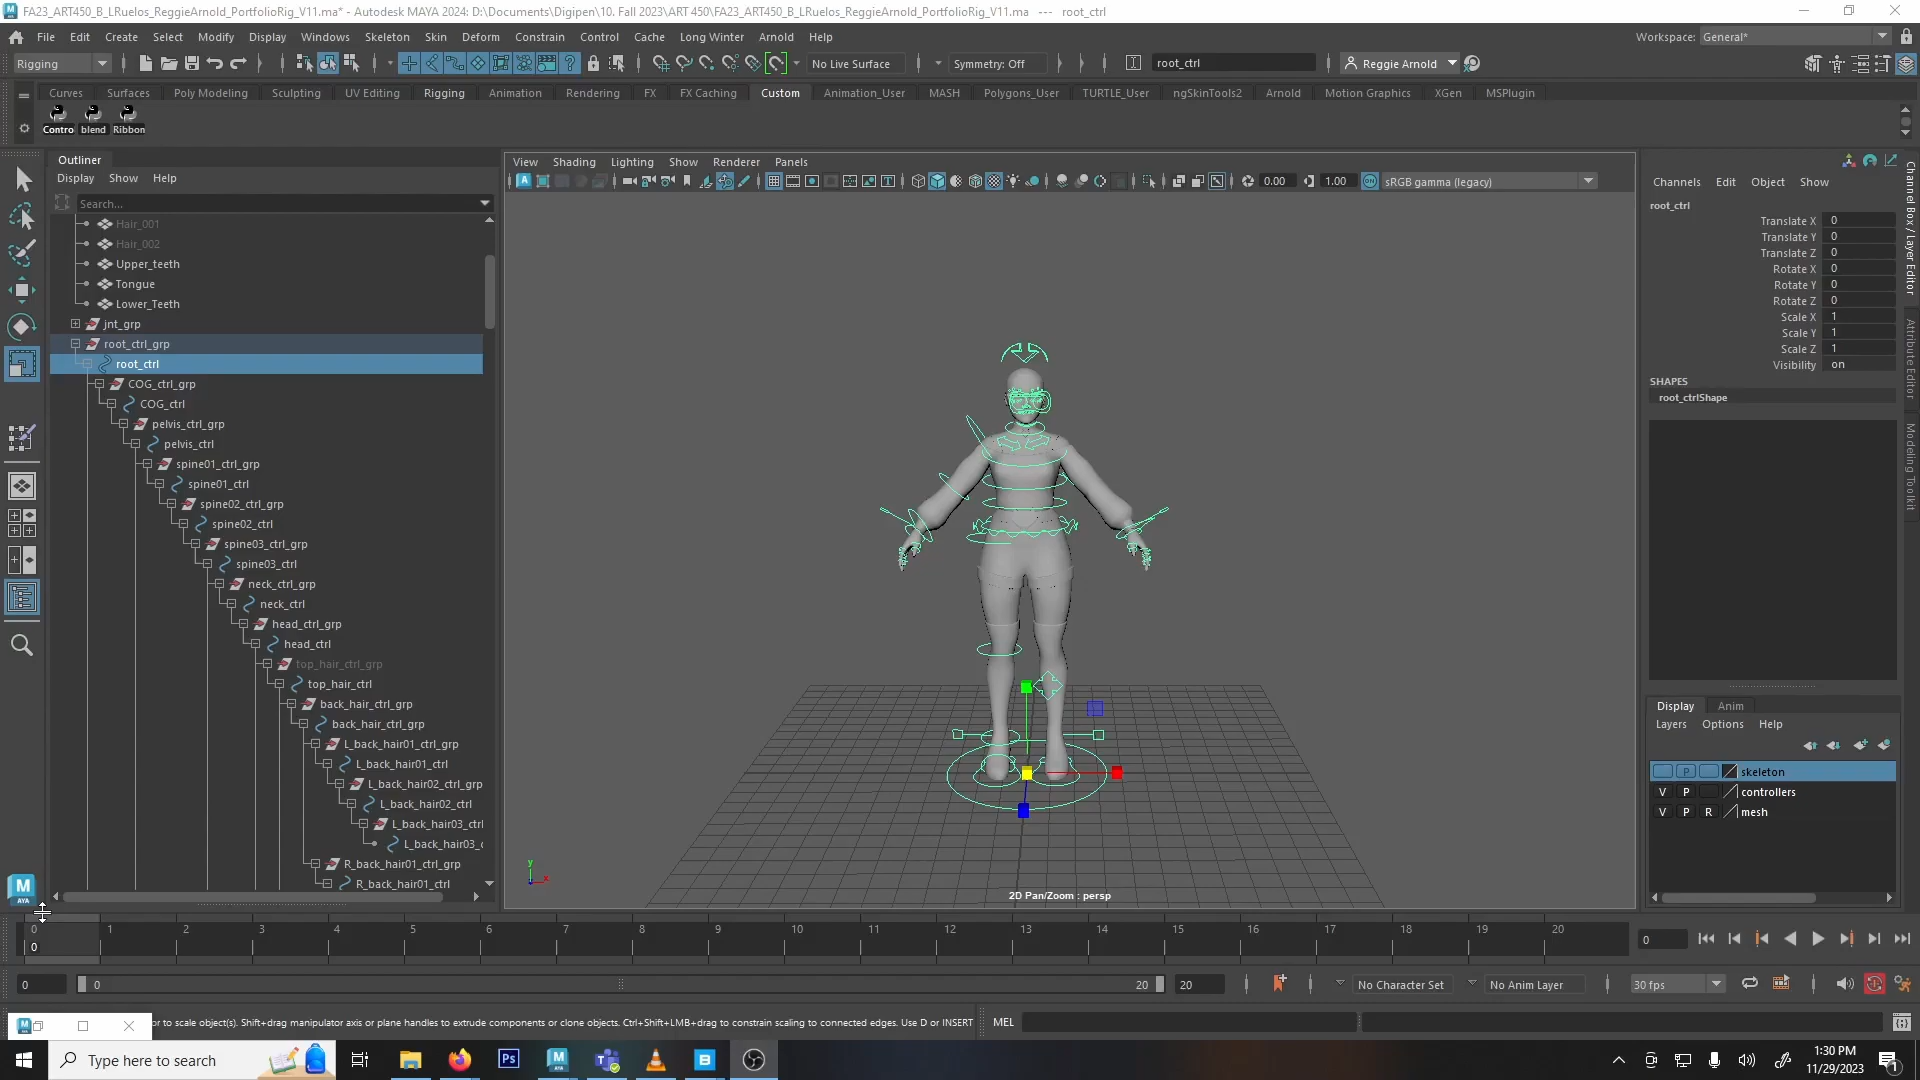 FA23_ART450_B_LRuelos_ReggieArnold_PortfolioRig_V11.ma* - Autodesk MAYA 2024: D:\Documents\Digipen\10. Fall 2023\ART 450\FA23_ART450_B_LRuelos_ReggieArnold_PortfolioRig_V11.ma --- root_ctrl
File Edit Create Select Modify Display Windows Skeleton Skin Deform Constrain Control Cache Long Winter Arnold Help
Workspace: General*
Rigging
No Live Surface
Symmetry: Off
root_ctrl
Reggie Arnold
Curves Surfaces Poly Modeling Sculpting UV Editing Rigging Animation Rendering FX FX Caching Custom Animation_User MASH Polygons_User TURTLE_User ngSkinTools2 Arnold Motion Graphics XGen MSPlugin
Contro blend Ribbon
Outliner
Display Show Help
Search...
Hair_001
Hair_002
Upper_teeth
Tongue
Lower_Teeth
jnt_grp
root_ctrl_grp
root_ctrl
COG_ctrl_grp
COG_ctrl
pelvis_ctrl_grp
pelvis_ctrl
spine01_ctrl_grp
spine01_ctrl
spine02_ctrl_grp
spine02_ctrl
spine03_ctrl_grp
spine03_ctrl
neck_ctrl_grp
neck_ctrl
head_ctrl_grp
head_ctrl
top_hair_ctrl_grp
top_hair_ctrl
back_hair_ctrl_grp
back_hair_ctrl
L_back_hair01_ctrl_grp
L_back_hair01_ctrl
L_back_hair02_ctrl_grp
L_back_hair02_ctrl
L_back_hair03_ctrl
L_back_hair03_c
R_back_hair01_ctrl_grp
R_back_hair01_ctrl
View Shading Lighting Show Renderer Panels
0.00
1.00
sRGB gamma (legacy)
y
x
2D Pan/Zoom : persp
Channels Edit Object Show
root_ctrl
Translate X 0
Translate Y 0
Translate Z 0
Rotate X 0
Rotate Y 0
Rotate Z 0
Scale X 1
Scale Y 1
Scale Z 1
Visibility on
SHAPES
root_ctrlShape
Display Anim
Layers Options Help
P skeleton
V P controllers
V P R mesh
Channel Box / Layer Editor
Attribute Editor
Modeling Toolkit
0 1 2 3 4 5 6 7 8 9 10 11 12 13 14 15 16 17 18 19 20
0
0
0
0
20
20
No Character Set
No Anim Layer
30 fps
or to scale object(s). Shift+drag manipulator axis or plane handles to extrude components or clone objects. Ctrl+Shift+LMB+drag to constrain scaling to connected edges. Use D or INSERT
MEL
Type here to search
1:30 PM
11/29/2023
1